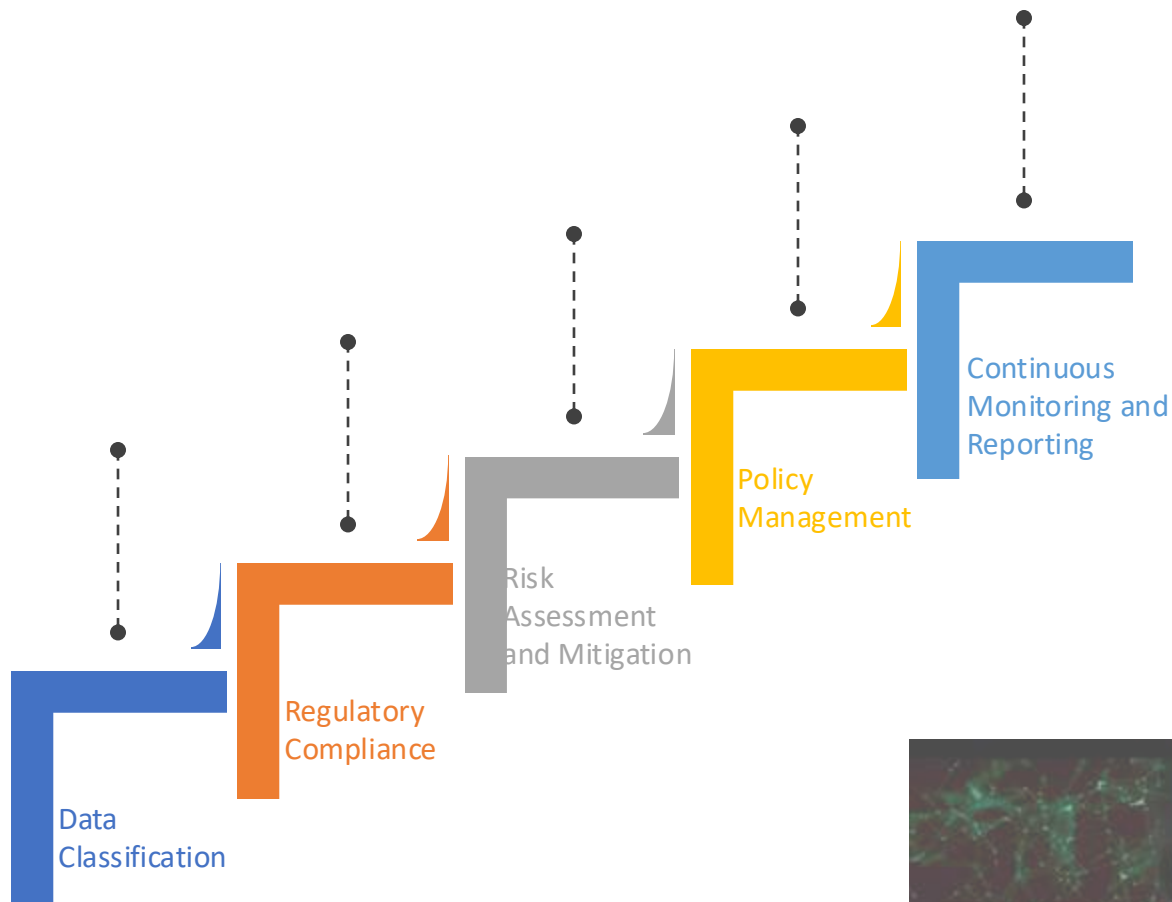 Continuous
Monitoring and
Reporting
Policy
Management
Risk
Assessment
and Mitigation
Regulatory
Compliance
Data
Classification